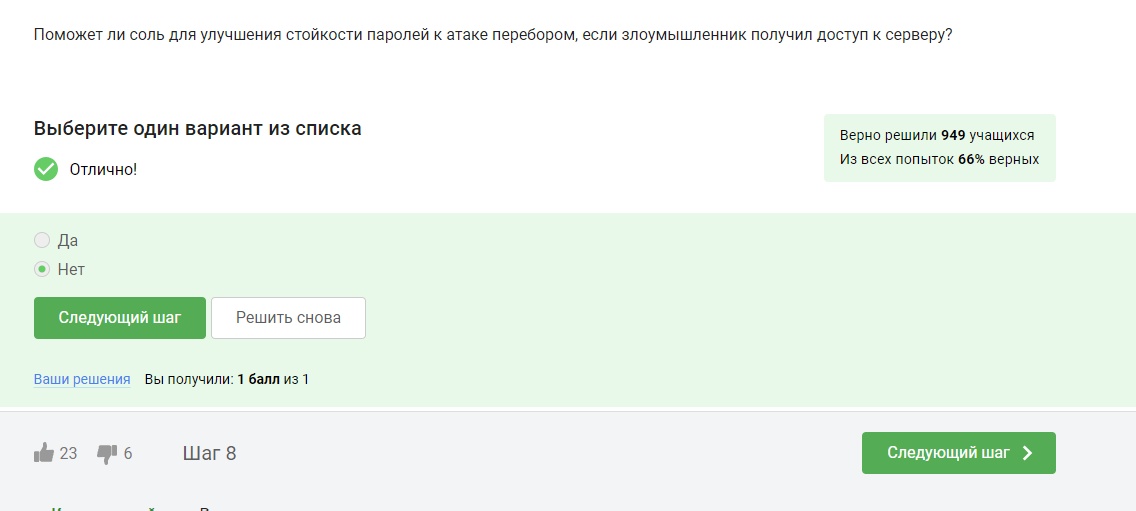 Поможет ли соль для улучшения стойкости паролей к атаке перебором, если злоумышленник получил доступ к серверу?
Выберите один вариант из списка
Верно решили 949 учащихся
Из всех попыток 66% верных
Отлично!
Да
Нет
Следующий шаг
Решить снова
Ваши решения Вы получили: 1 балл из 1
23 6 Шаг 8 Следующий шаг